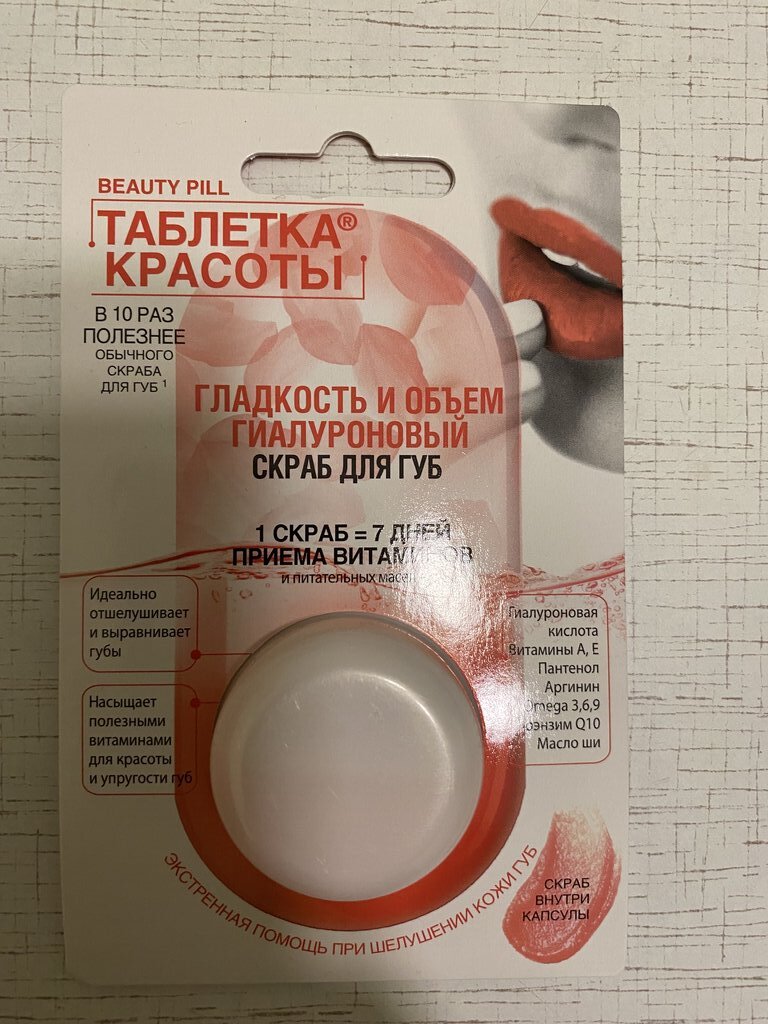 BEAUTY PILL
ТАБЛЕТКА®
КРАСОТЫ
В 10 РАЗ
ПОЛЕЗНЕЕ
ОБЫЧНОГО
СКРАБА
ДЛЯ ГУБ ¹
ГЛАДКОСТЬ И ОБЪЕМ
ГИАЛУРОНОВЫЙ
СКРАБ ДЛЯ ГУБ
1 СКРАБ = 7 ДНЕЙ
ПРИЕМА ВИТАМИНОВ
и питательных масел
Идеально
отшелушивает
и выравнивает
губы
Насыщает
полезными
витаминами
для красоты
и упругости губ
Гиалуроновая
кислота
Витамины А, Е
Пантенол
Аргинин
Omega 3,6,9
Коэнзим Q10
Масло ши
ЭКСТРЕННАЯ ПОМОЩЬ ПРИ ШЕЛУШЕНИИ КОЖИ ГУБ
СКРАБ
ВНУТРИ
КАПСУЛЫ